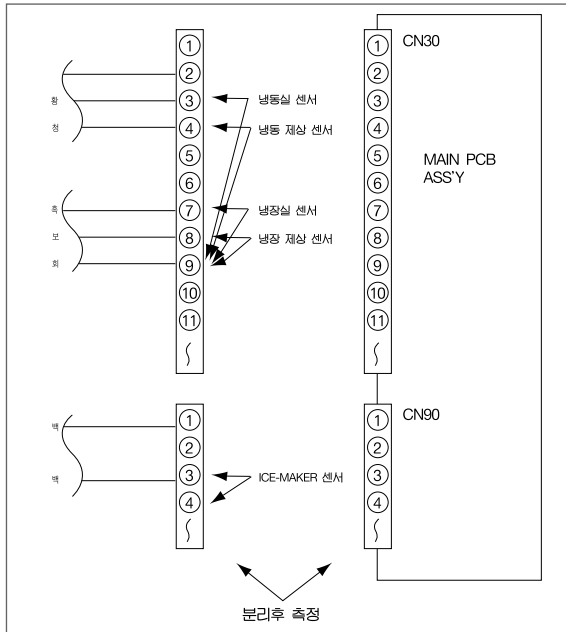 ① ① CN30
② ②
황 ③ 냉동실 센서 ③
청 ④ 냉동 제상 센서 ④
⑤ ⑤ MAIN PCB
⑥ ⑥ ASS'Y
흑 ⑦ 냉장실 센서 ⑦
보 ⑧ 냉장 제상 센서 ⑧
회 ⑨ ⑨
⑩ ⑩
⑪ ⑪
백 ① ① CN90
② ②
백 ③ ICE-MAKER 센서 ③
④ ④
분리후 측정